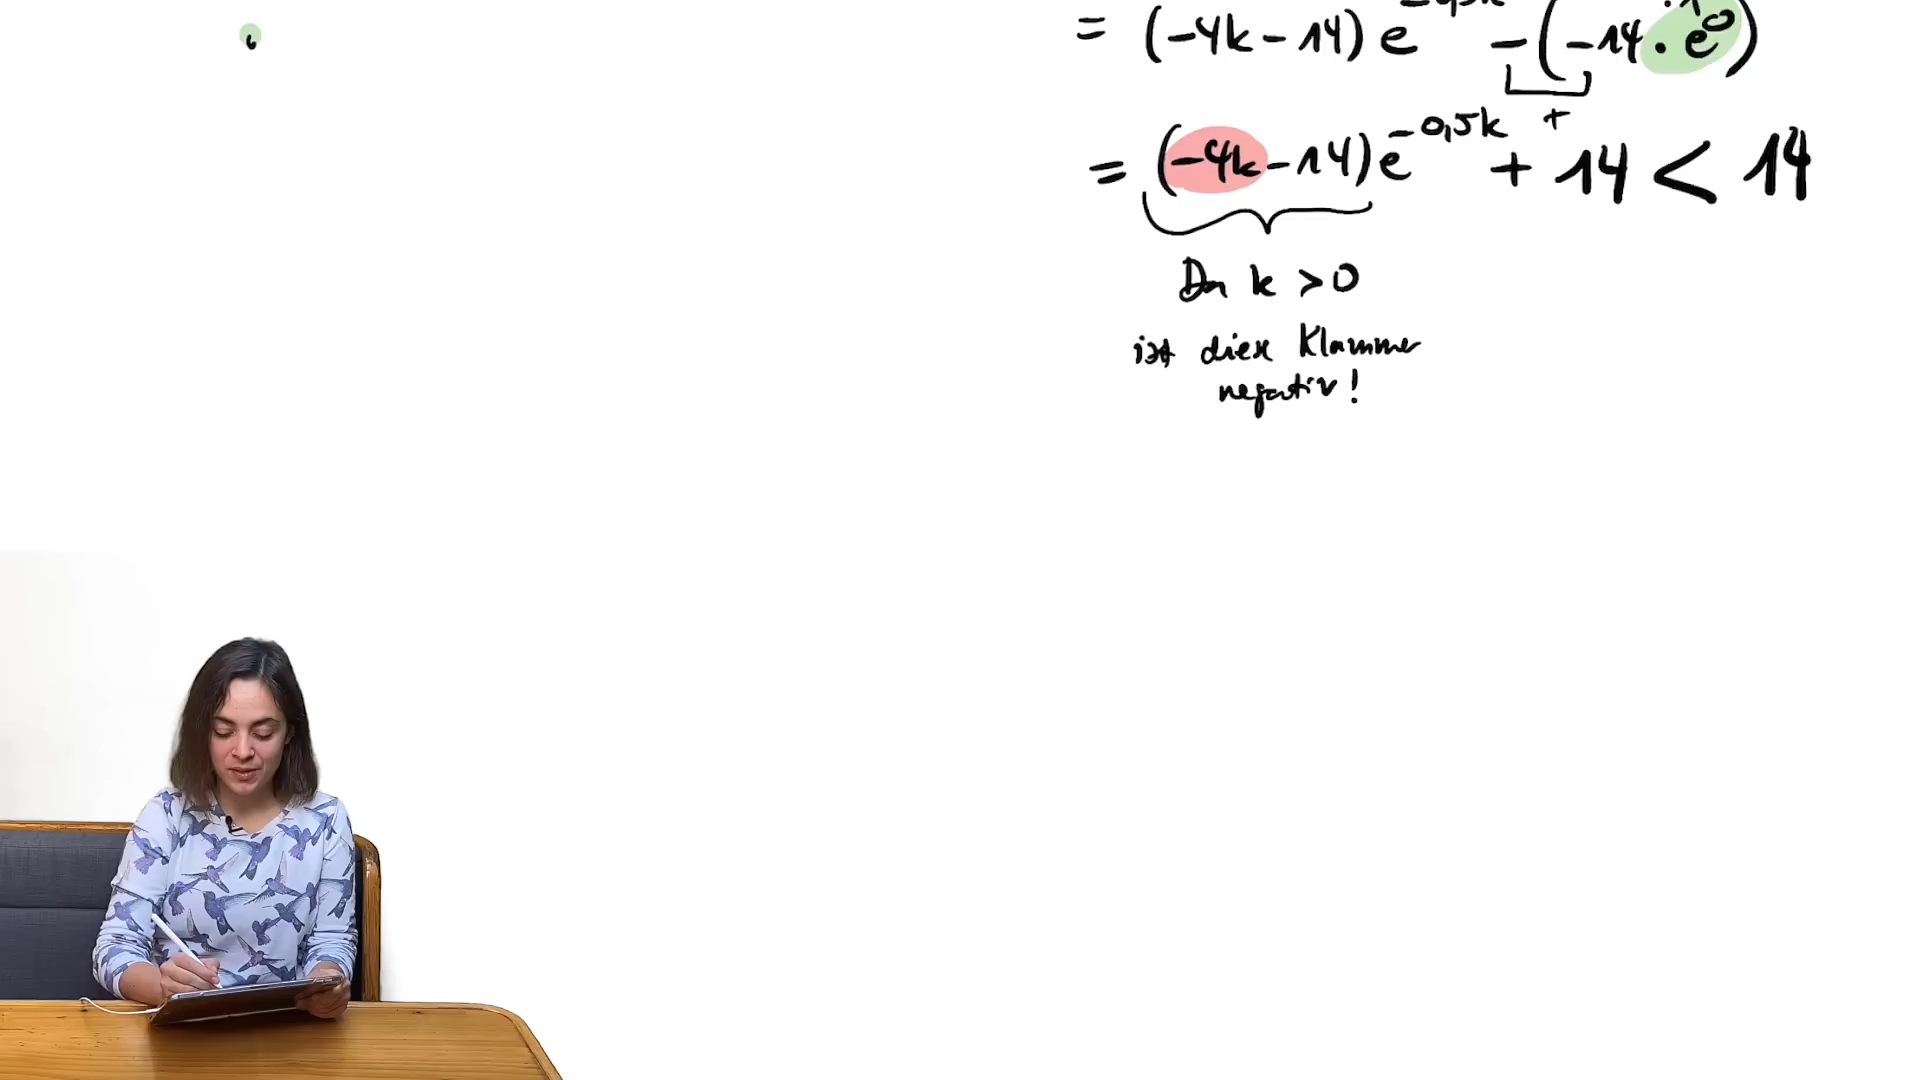 = (-4k - 14) e^{-0,5k} - (-14 · e^0)
+
= (-4k - 14) e^{-0,5k} + 14 < 14
Da k > 0
ist diese Klammer
negativ!